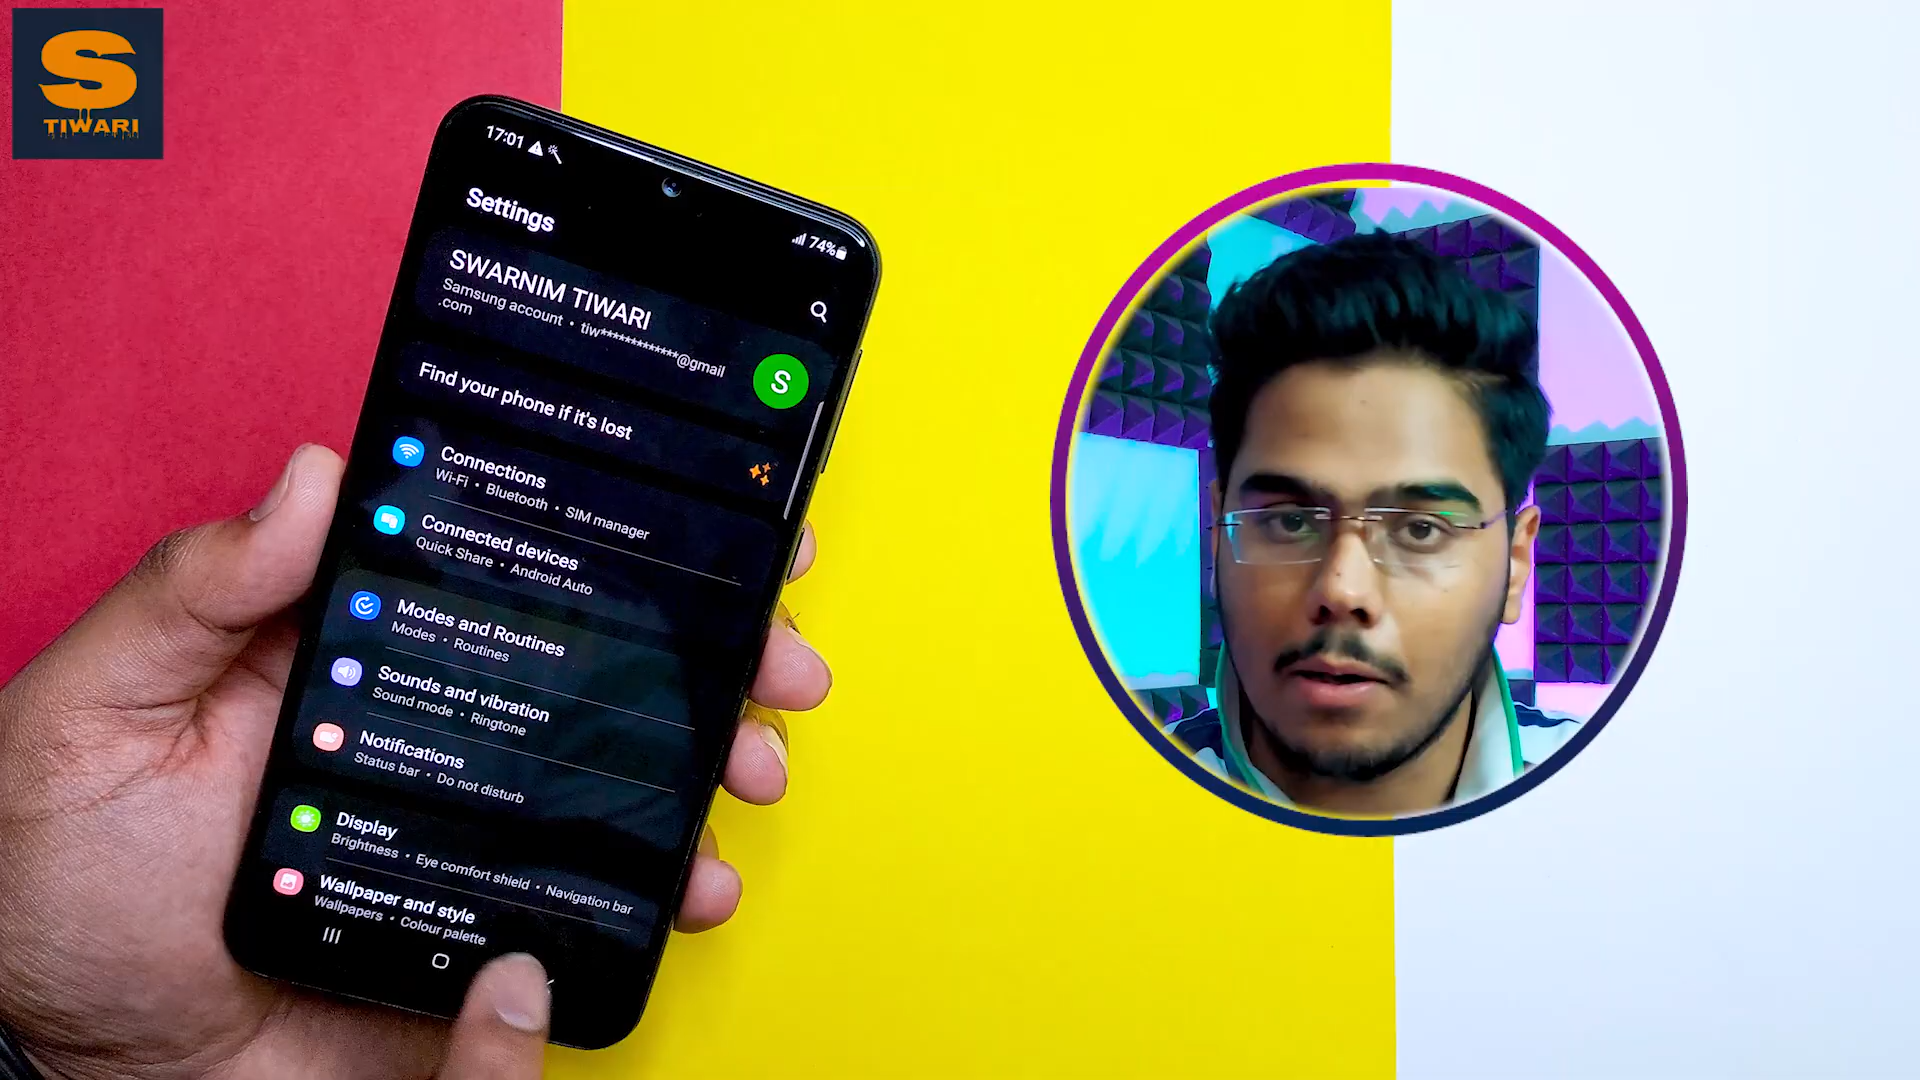 S
TIWARI
17:01
74%
Settings
SWARNIM TIWARI
Samsung account • tiw*************@gmail
.com
S
Find your phone if it's lost
Connections
Wi-Fi • Bluetooth • SIM manager
Connected devices
Quick Share • Android Auto
Modes and Routines
Modes • Routines
Sounds and vibration
Sound mode • Ringtone
Notifications
Status bar • Do not disturb
Display
Brightness • Eye comfort shield • Navigation bar
Wallpaper and style
Wallpapers • Colour palette